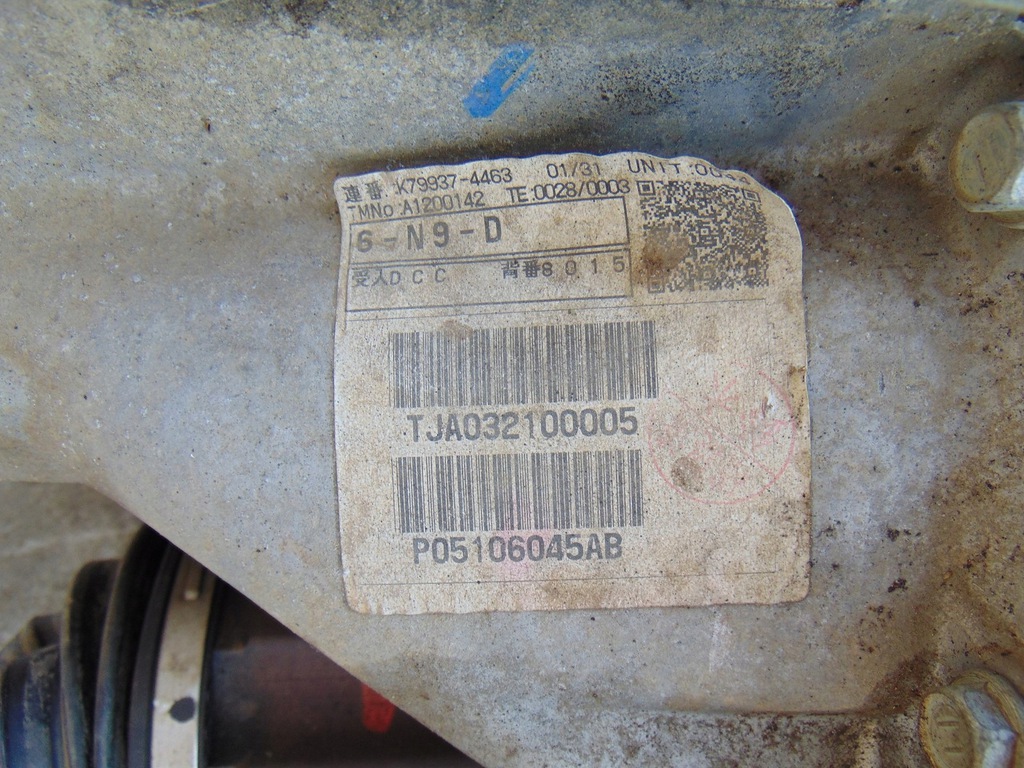 連番 K79937-4463 01/31 UNIT:00
TMNo A1200142 TE:0028/0003
6-N9-D
受入DCC 背番8015
TJA032100005
P05106045AB